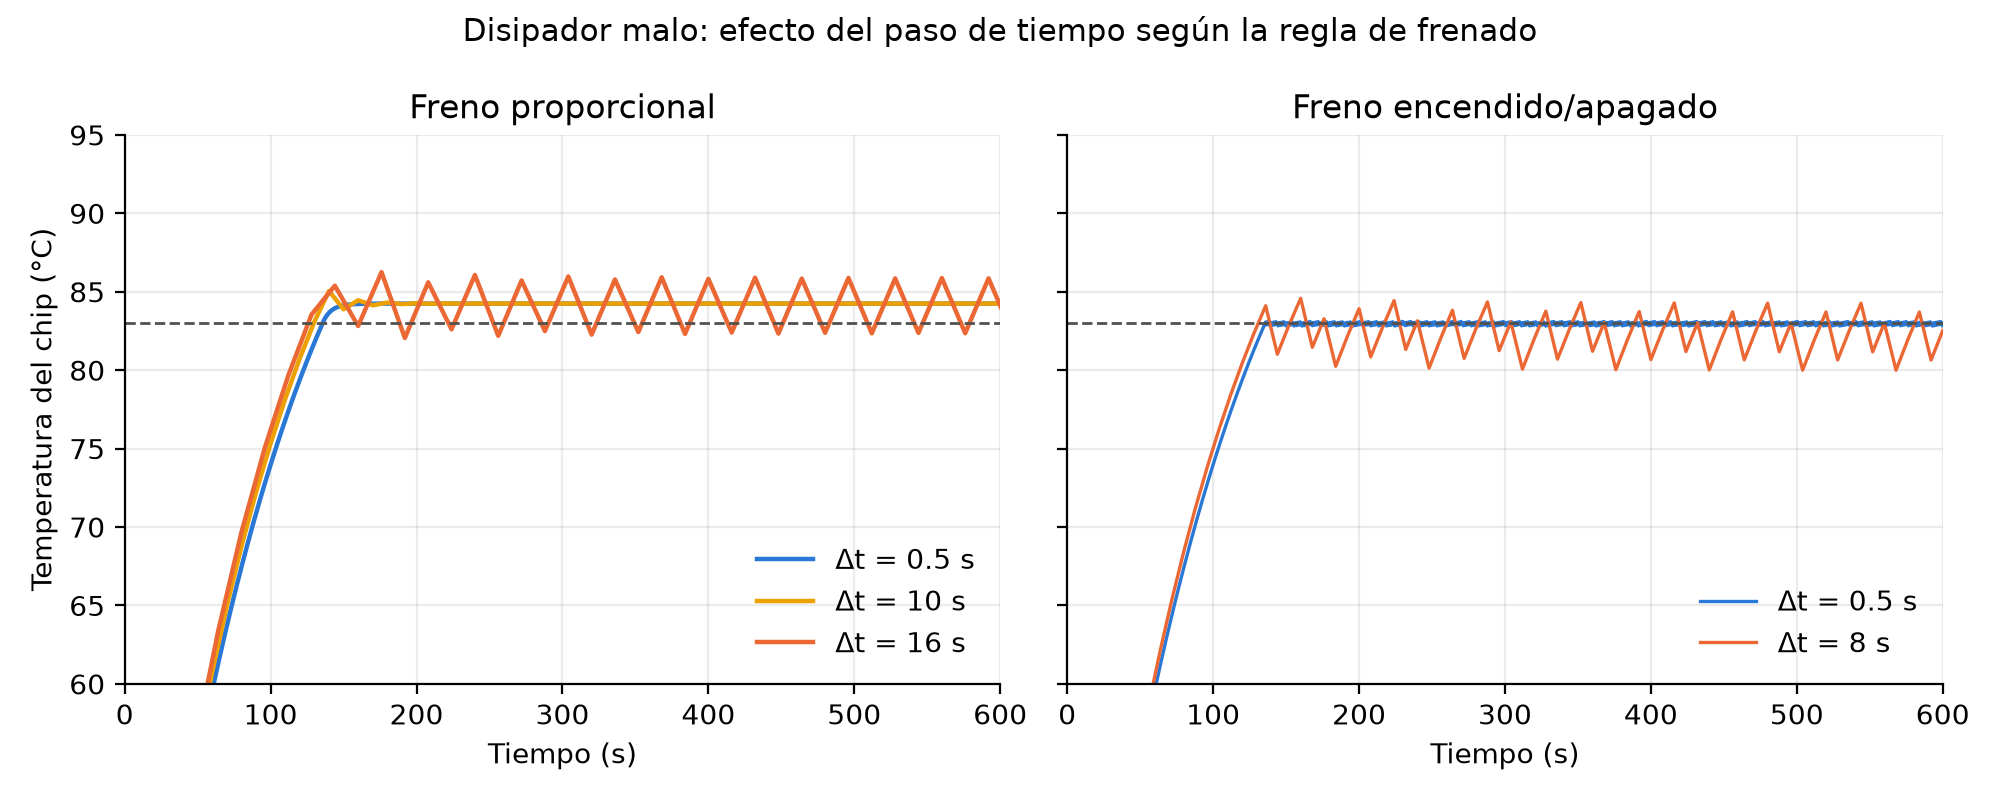 Disipador malo: efecto del paso de tiempo según la regla de frenado
Freno proporcional
Temperatura del chip (°C)
95
90
85
80
75
70
65
60
0 100 200 300 400 500 600
Tiempo (s)
Δt = 0.5 s
Δt = 10 s
Δt = 16 s
Freno encendido/apagado
0 100 200 300 400 500 600
Tiempo (s)
Δt = 0.5 s
Δt = 8 s